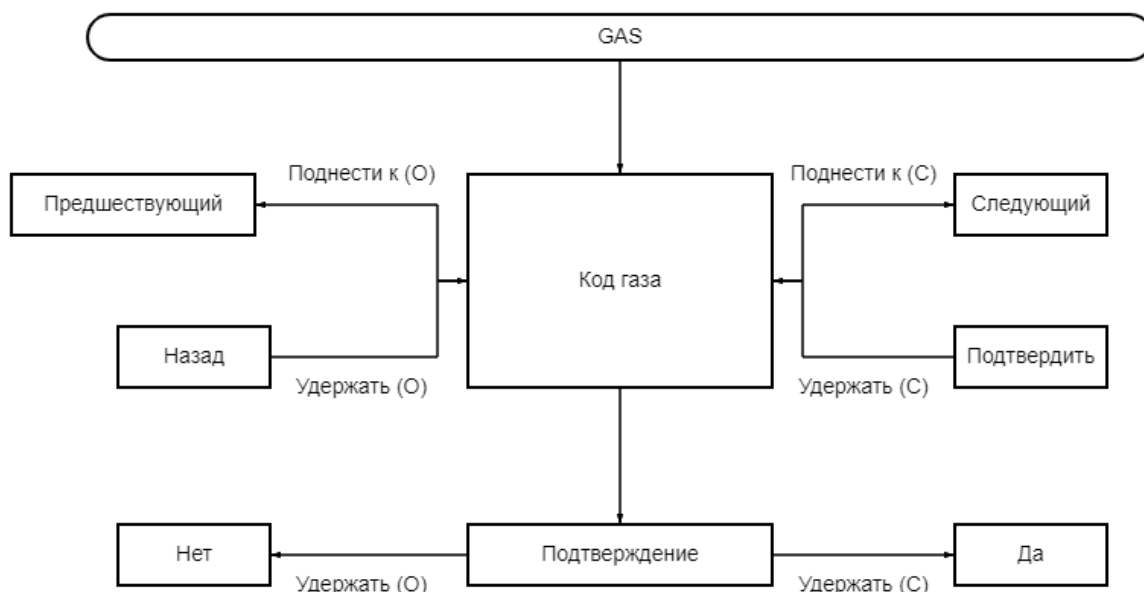 GAS
Поднести к (О)
Поднести к (С)
Предшествующий
Следующий
Код газа
Назад
Подтвердить
Удержать (О)
Удержать (С)
Нет
Подтверждение
Да
Удержать (О)
Удержать (С)